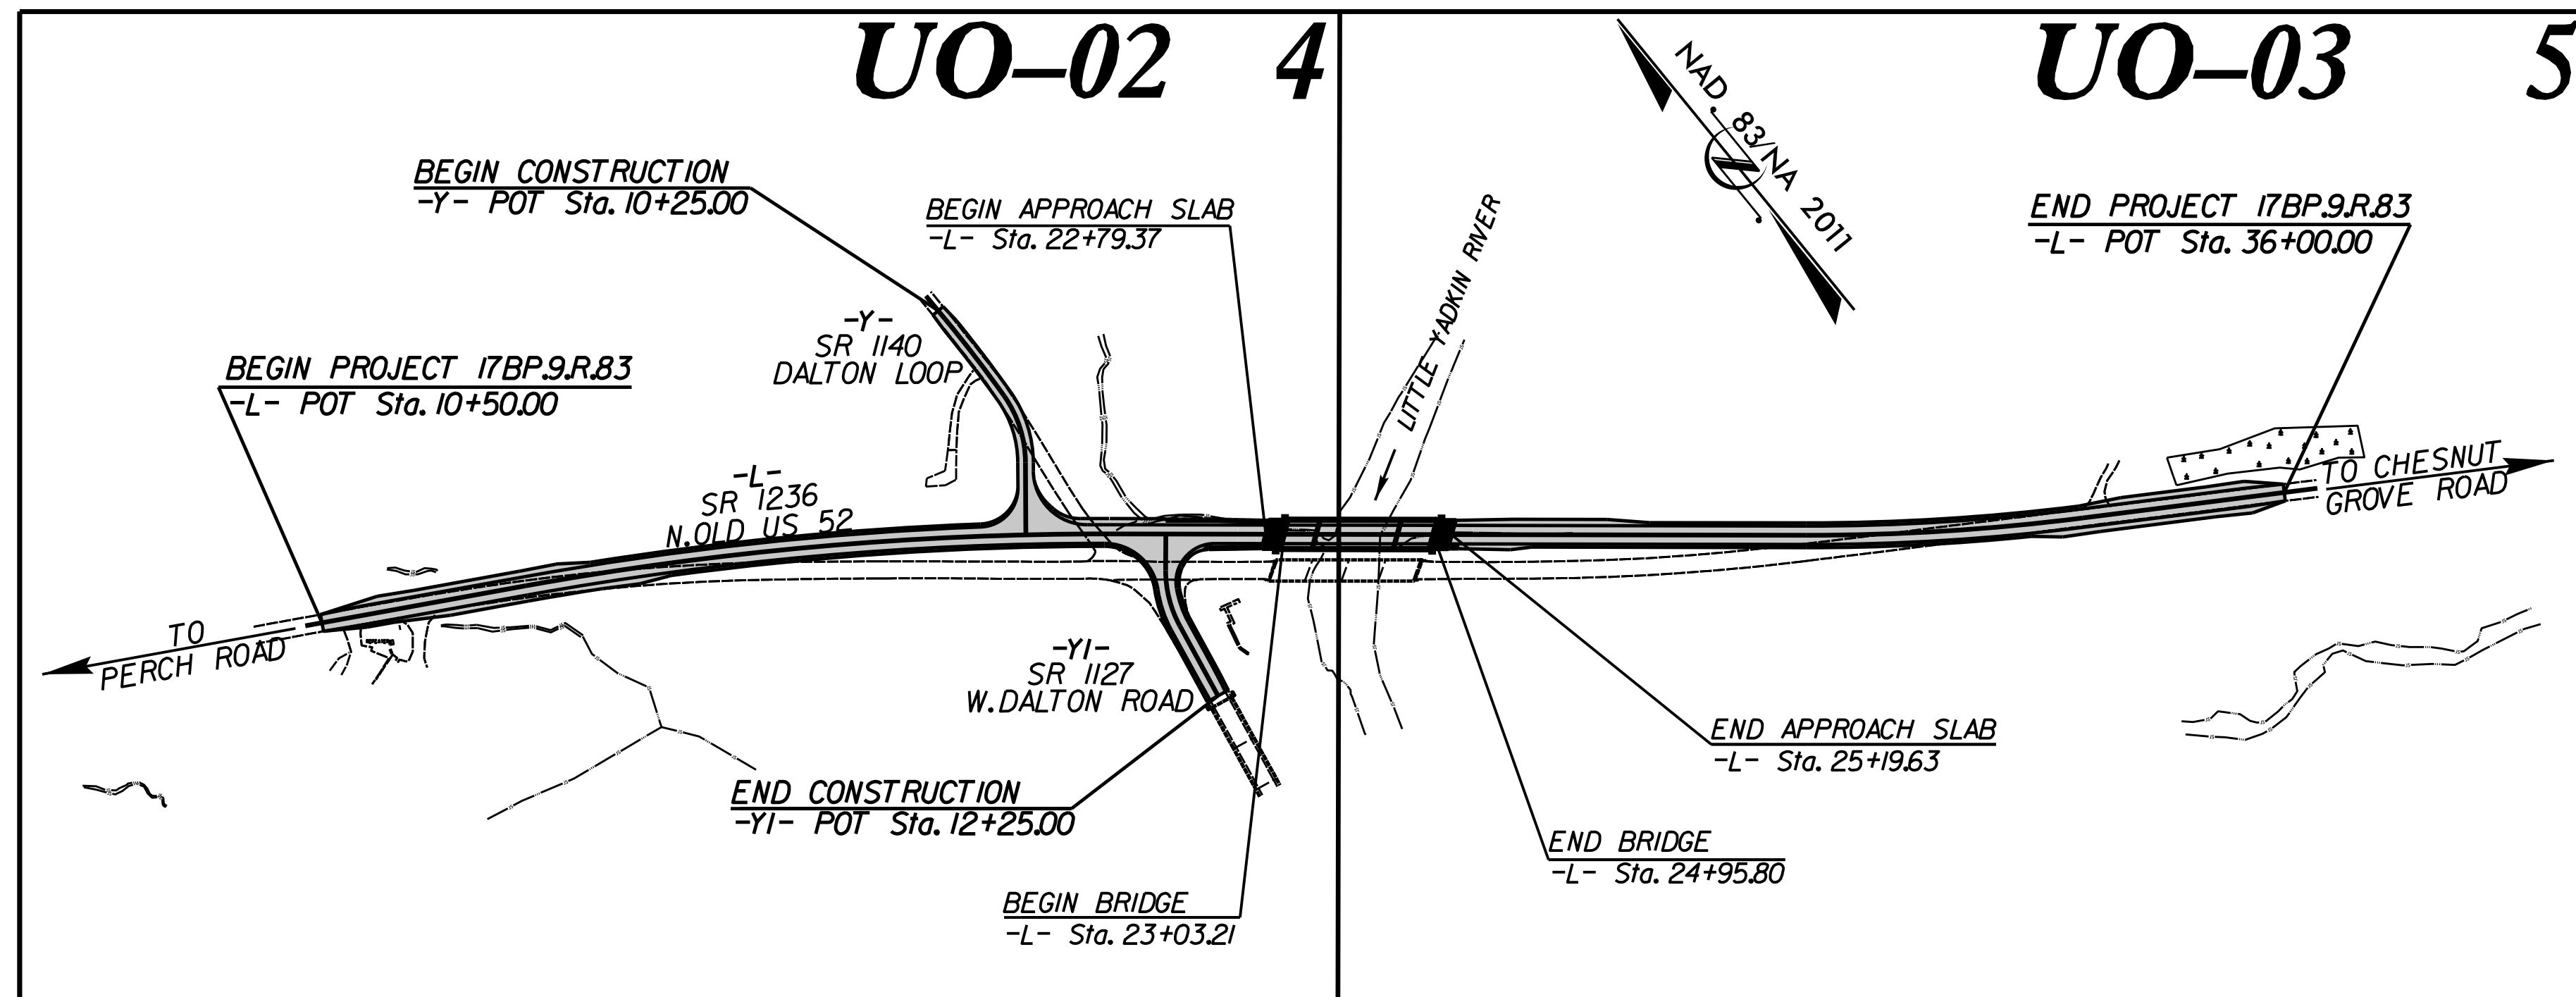 UO–02 4
UO–03 5
NAD. 83/NA 2011
BEGIN CONSTRUCTION
-Y- POT Sta. 10+25.00
BEGIN APPROACH SLAB
-L- Sta. 22+79.37
LITTLE YADKIN RIVER
END PROJECT 17BP.9.R.83
-L- POT Sta. 36+00.00
-Y-
SR 1140
DALTON LOOP
BEGIN PROJECT 17BP.9.R.83
-L- POT Sta. 10+50.00
-L-
SR 1236
N. OLD US 52
TO CHESNUT
GROVE ROAD
TO
PERCH ROAD
-Y1-
SR 1127
W. DALTON ROAD
END APPROACH SLAB
-L- Sta. 25+19.63
END CONSTRUCTION
-Y1- POT Sta. 12+25.00
END BRIDGE
-L- Sta. 24+95.80
BEGIN BRIDGE
-L- Sta. 23+03.21